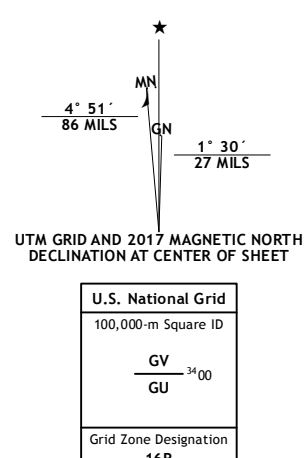 ★
MN
4° 51´
86 MILS
GN
1° 30´
27 MILS
UTM GRID AND 2017 MAGNETIC NORTH
DECLINATION AT CENTER OF SHEET
U.S. National Grid
100,000-m Square ID
GV
3400
GU
Grid Zone Designation
16R